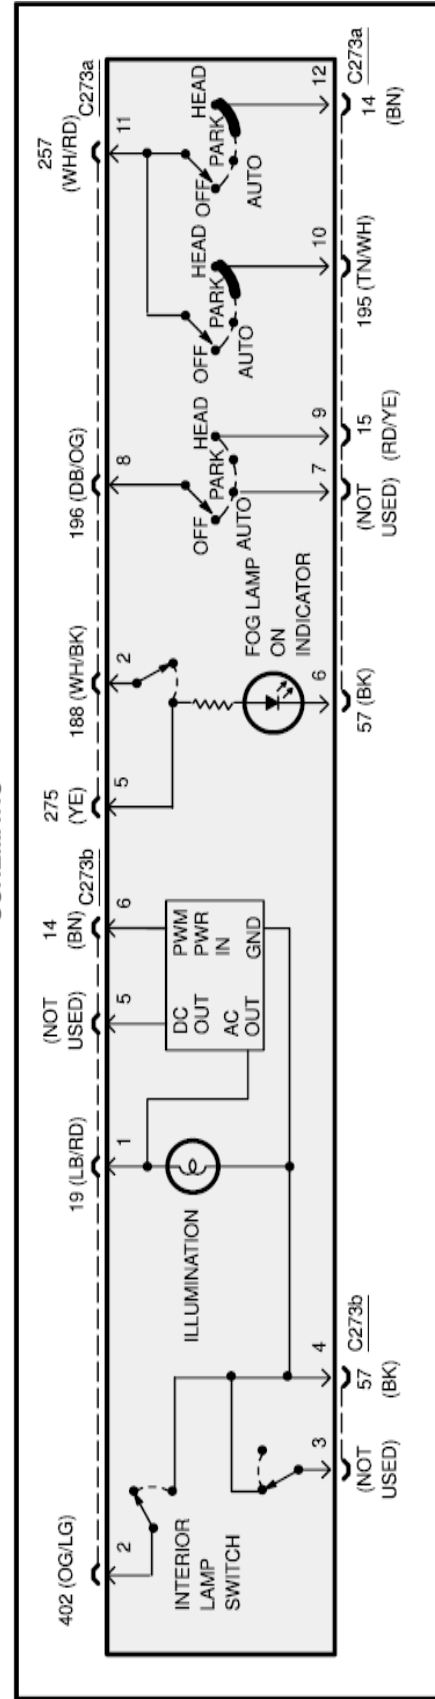 402 (OG/LG)
19 (LB/RD)
(NOT
USED)
14
(BN)
C273b
275
(YE)
188 (WH/BK)
196 (DB/OG)
257
(WH/RD)
C273a
2
1
5
6
5
2
8
11
INTERIOR
LAMP
SWITCH
ILLUMINATION
DC
OUT
PWM
PWR
IN
AC
OUT
GND
FOG LAMP
ON
INDICATOR
OFF
PARK
HEAD
AUTO
OFF
PARK
HEAD
AUTO
OFF
PARK
HEAD
AUTO
3
4
6
7
9
10
12
(NOT
USED)
57
(BK)
C273b
57 (BK)
(NOT
USED)
15
(RD/YE)
195 (TN/WH)
14
(BN)
C273a